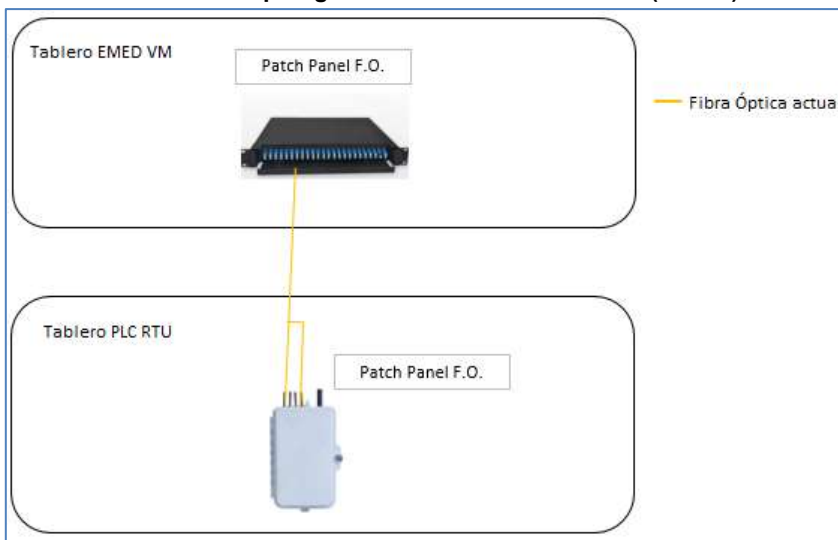 Tablero EMED VM
Patch Panel F.O.
Fibra Óptica actua
Tablero PLC RTU
Patch Panel F.O.